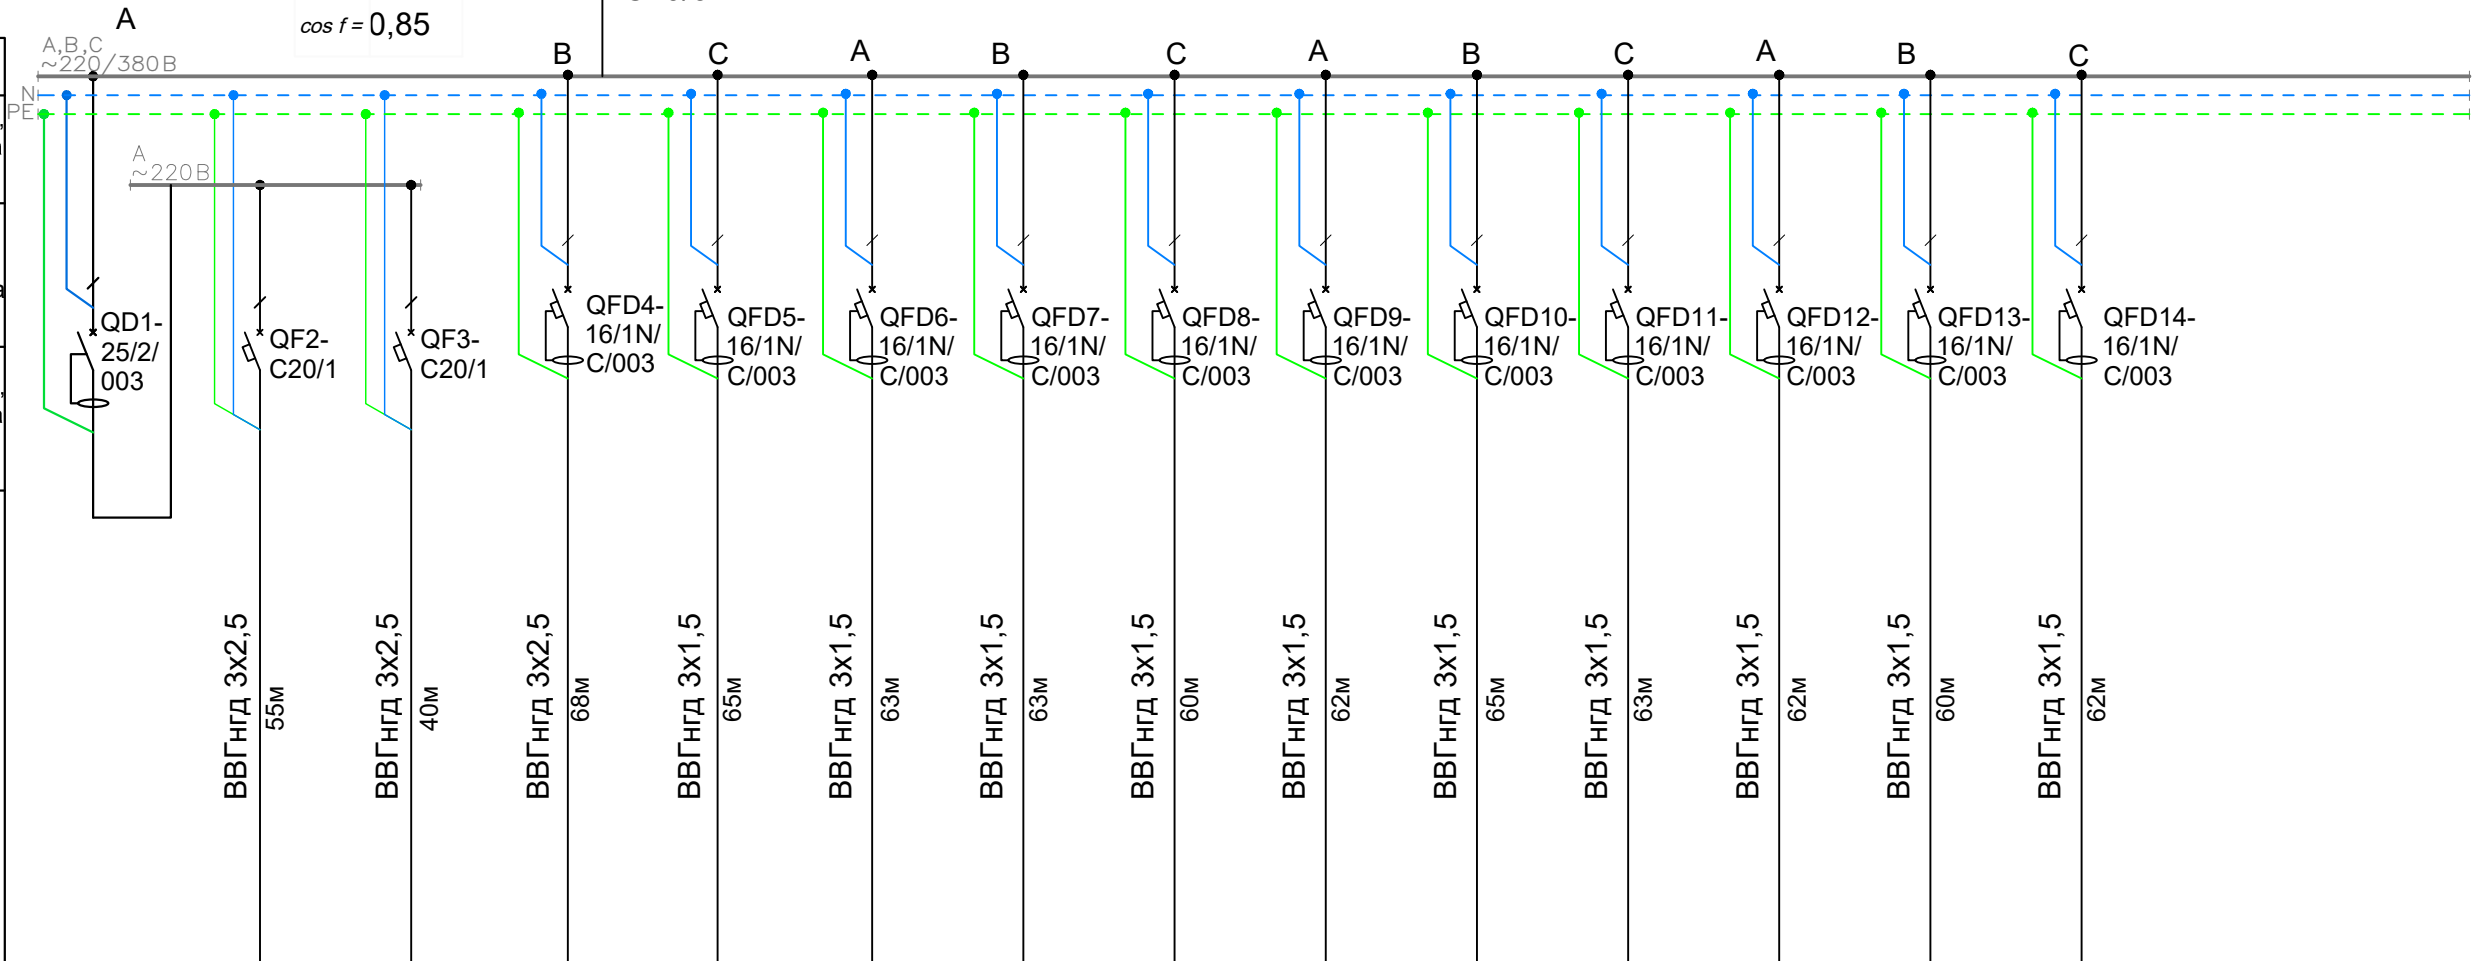 A
cos f = 0,85
A,B,C
~220/380В
N
PE
B
C
A
B
C
A
B
C
A
B
C
A
~220В
QD1-
25/2/
003
QF2-
C20/1
QF3-
C20/1
QFD4-
16/1N/
C/003
QFD5-
16/1N/
C/003
QFD6-
16/1N/
C/003
QFD7-
16/1N/
C/003
QFD8-
16/1N/
C/003
QFD9-
16/1N/
C/003
QFD10-
16/1N/
C/003
QFD11-
16/1N/
C/003
QFD12-
16/1N/
C/003
QFD13-
16/1N/
C/003
QFD14-
16/1N/
C/003
ВВГнгд 3х2,5
55м
ВВГнгд 3х2,5
40м
ВВГнгд 3х2,5
68м
ВВГнгд 3х1,5
65м
ВВГнгд 3х1,5
63м
ВВГнгд 3х1,5
63м
ВВГнгд 3х1,5
60м
ВВГнгд 3х1,5
62м
ВВГнгд 3х1,5
65м
ВВГнгд 3х1,5
63м
ВВГнгд 3х1,5
62м
ВВГнгд 3х1,5
60м
ВВГнгд 3х1,5
62м